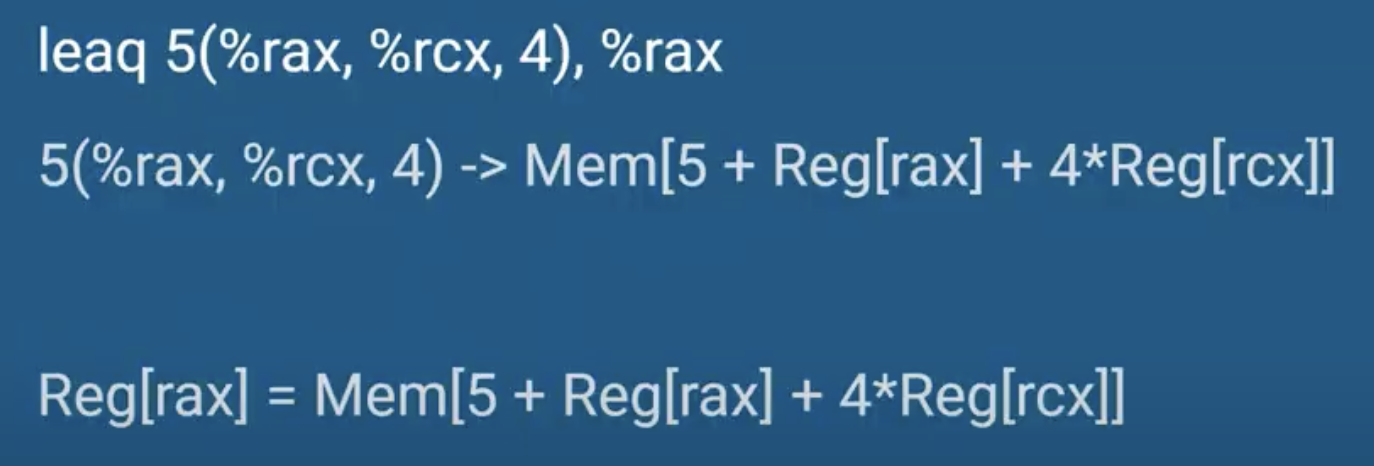 leaq 5(%rax, %rcx, 4), %rax
5(%rax, %rcx, 4) -> Mem[5 + Reg[rax] + 4*Reg[rcx]]
Reg[rax] = Mem[5 + Reg[rax] + 4*Reg[rcx]]